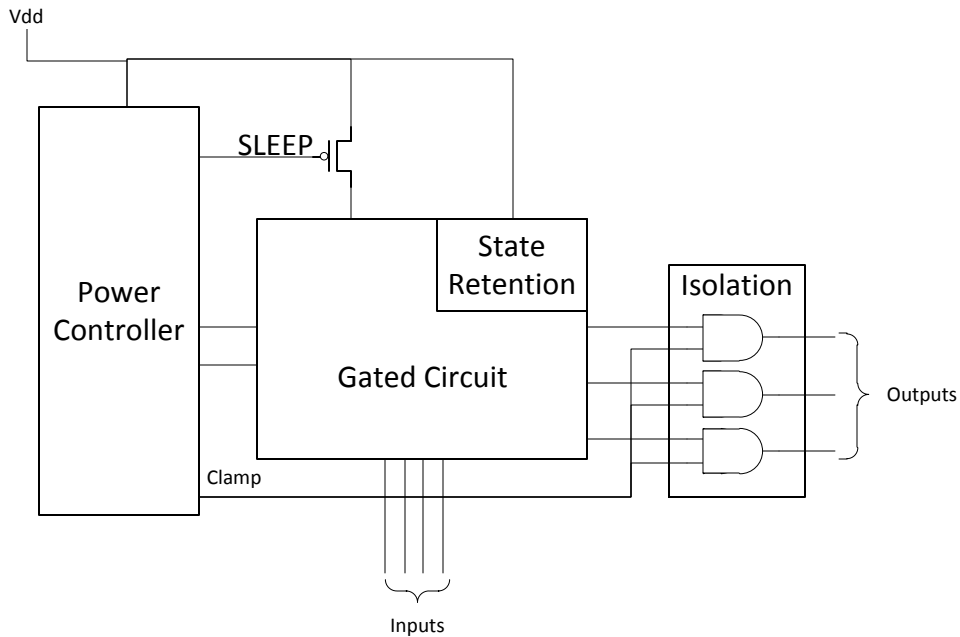 Vdd
SLEEP
State
Retention
Isolation
Power
Controller
Gated Circuit
Outputs
Clamp
Inputs